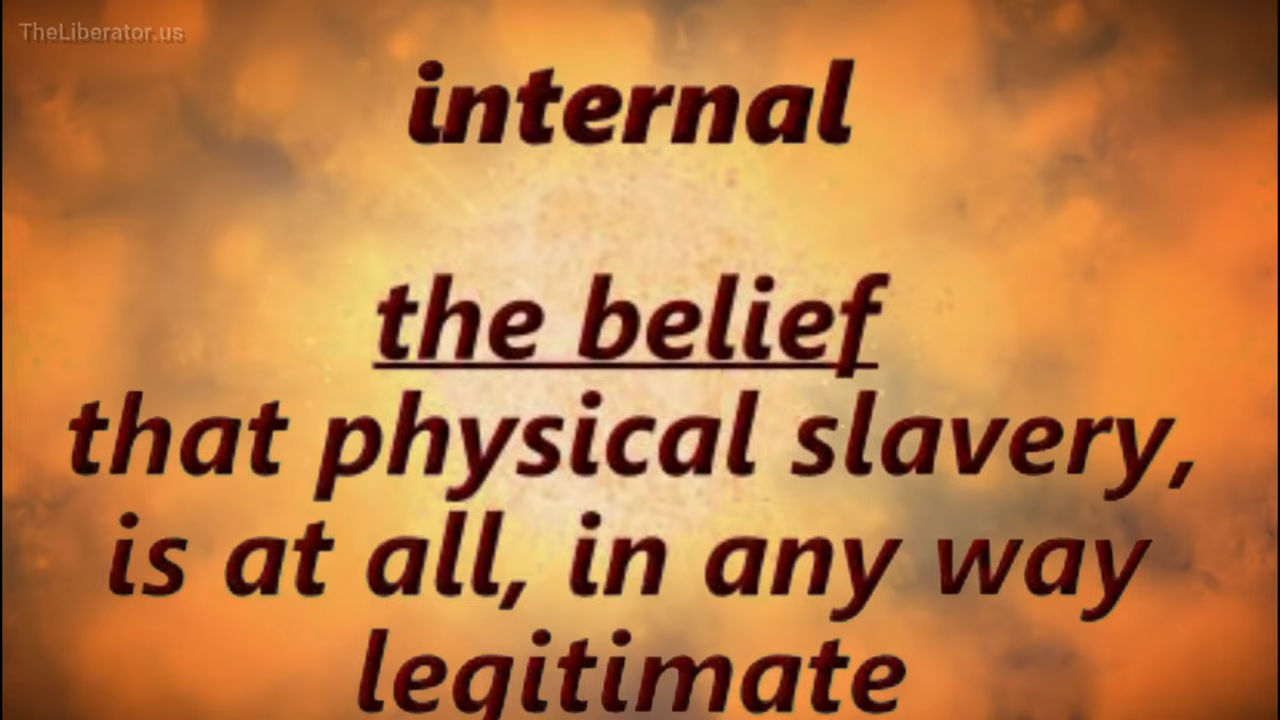 TheLiberator.us
internal
the belief
that physical slavery,
is at all, in any way
legitimate